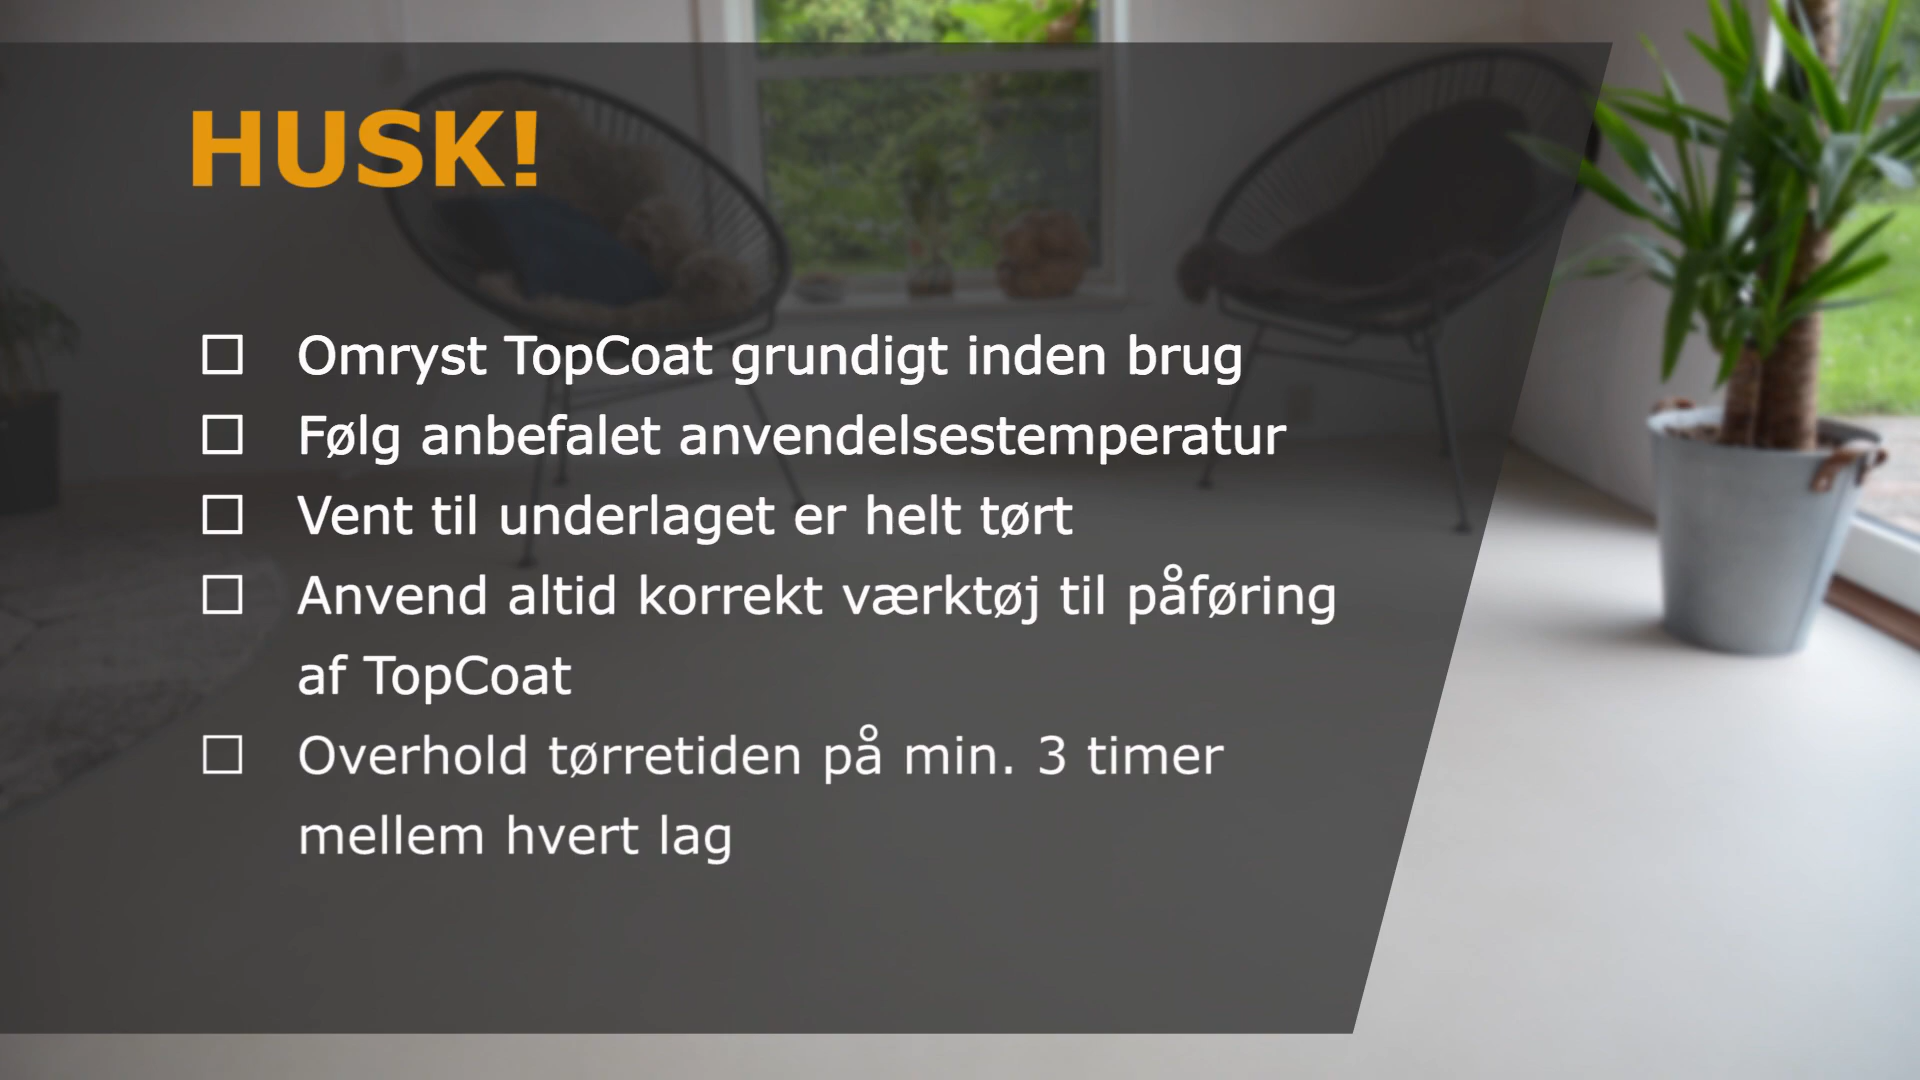 HUSK!
☐ Omryst TopCoat grundigt inden brug
☐ Følg anbefalet anvendelsestemperatur
☐ Vent til underlaget er helt tørt
☐ Anvend altid korrekt værktøj til påføring
af TopCoat
☐ Overhold tørretiden på min. 3 timer
mellem hvert lag